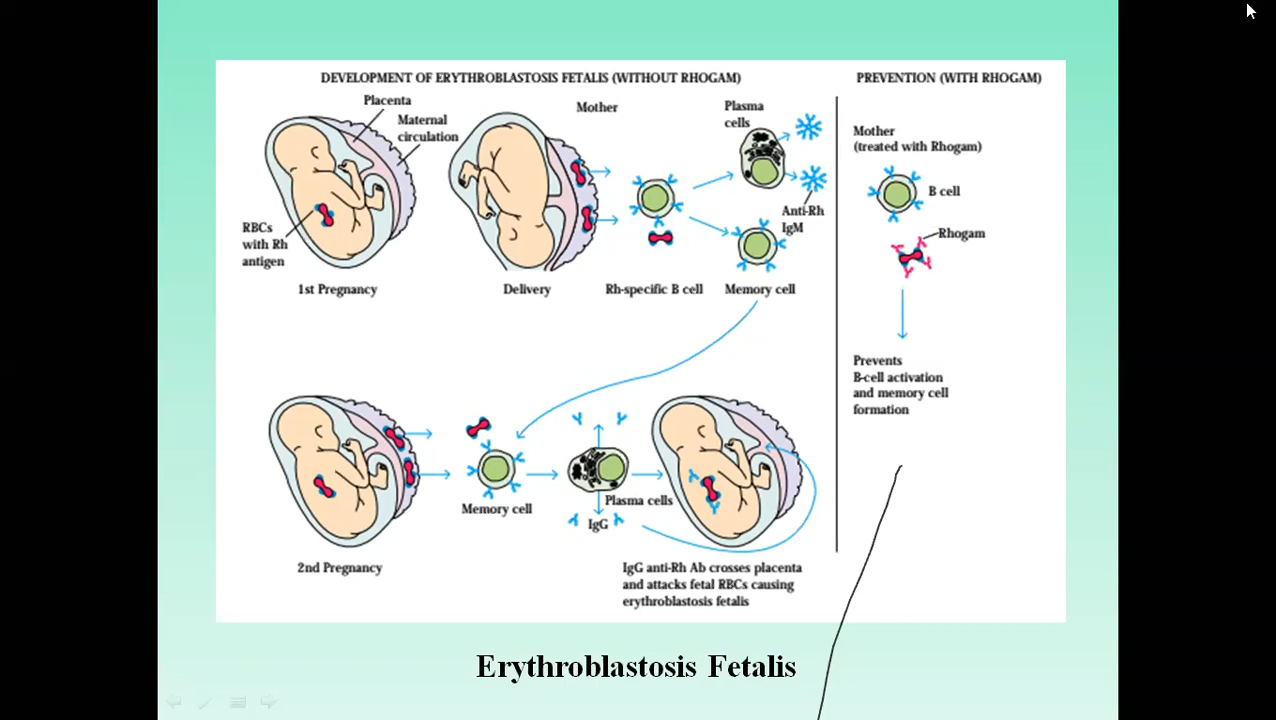 DEVELOPMENT OF ERYTHROBLASTOSIS FETALIS (WITHOUT RHOGAM)
Placenta
Maternal
circulation
RBCs
with Rh
antigen
1st Pregnancy
Delivery
Mother
Rh-specific B cell
Plasma
cells
Anti-Rh
IgM
Memory cell
2nd Pregnancy
Memory cell
Plasma cells
IgG
IgG anti-Rh Ab crosses placenta
and attacks fetal RBCs causing
erythroblastosis fetalis
PREVENTION (WITH RHOGAM)
Mother
(treated with Rhogam)
B cell
Rhogam
Prevents
B-cell activation
and memory cell
formation
Erythroblastosis Fetalis